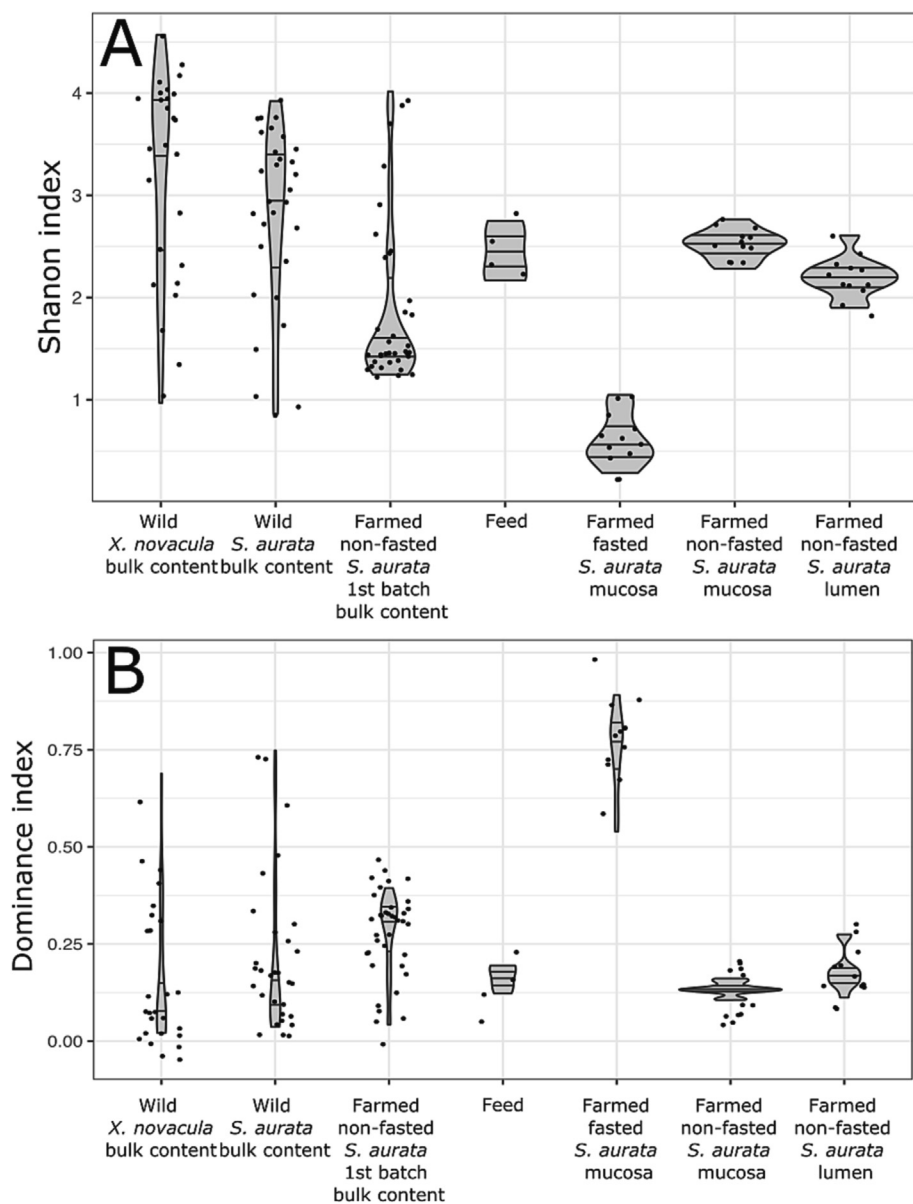 A
Shanon index
4
3
2
1
Wild
X. novacula
bulk content
Wild
S. aurata
bulk content
Farmed
non-fasted
S. aurata
1st batch
bulk content
Feed
Farmed
fasted
S. aurata
mucosa
Farmed
non-fasted
S. aurata
mucosa
Farmed
non-fasted
S. aurata
lumen
B
Dominance index
1.00
0.75
0.50
0.25
0.00
Wild
X. novacula
bulk content
Wild
S. aurata
bulk content
Farmed
non-fasted
S. aurata
1st batch
bulk content
Feed
Farmed
fasted
S. aurata
mucosa
Farmed
non-fasted
S. aurata
mucosa
Farmed
non-fasted
S. aurata
lumen